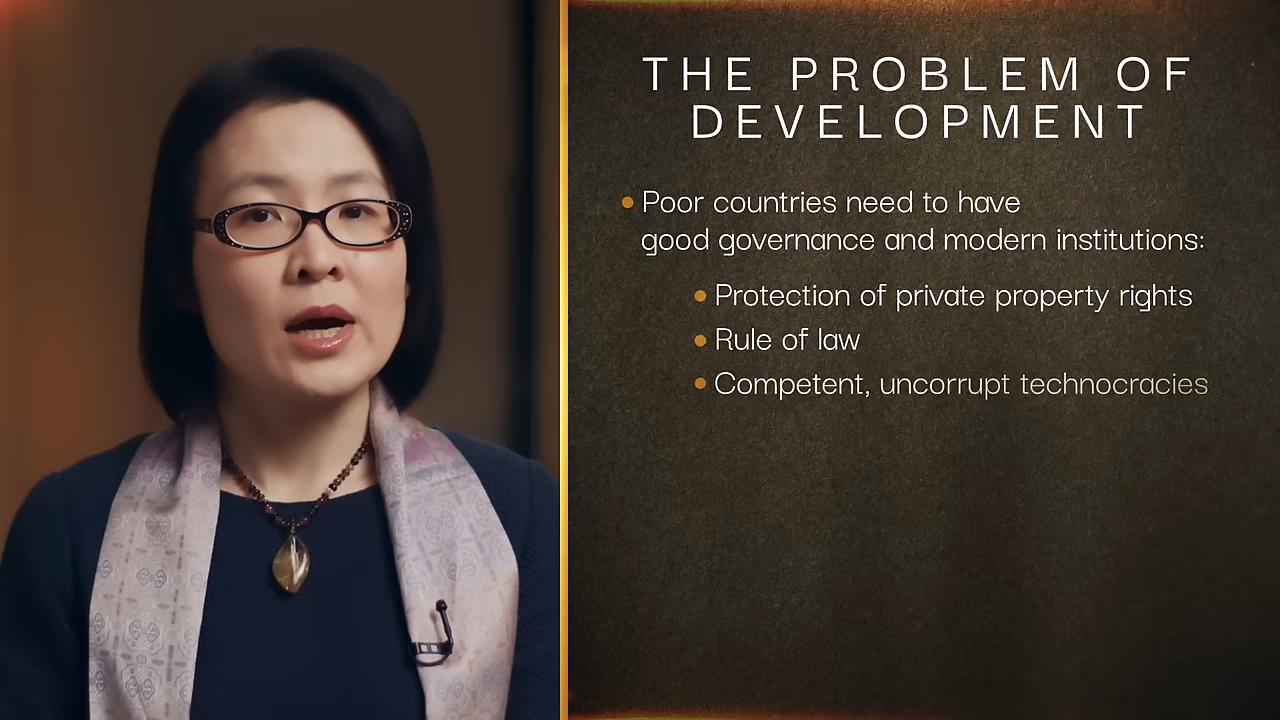 THE PROBLEM OF
DEVELOPMENT
• Poor countries need to have
good governance and modern institutions:
• Protection of private property rights
• Rule of law
• Competent, uncorrupt technocracies